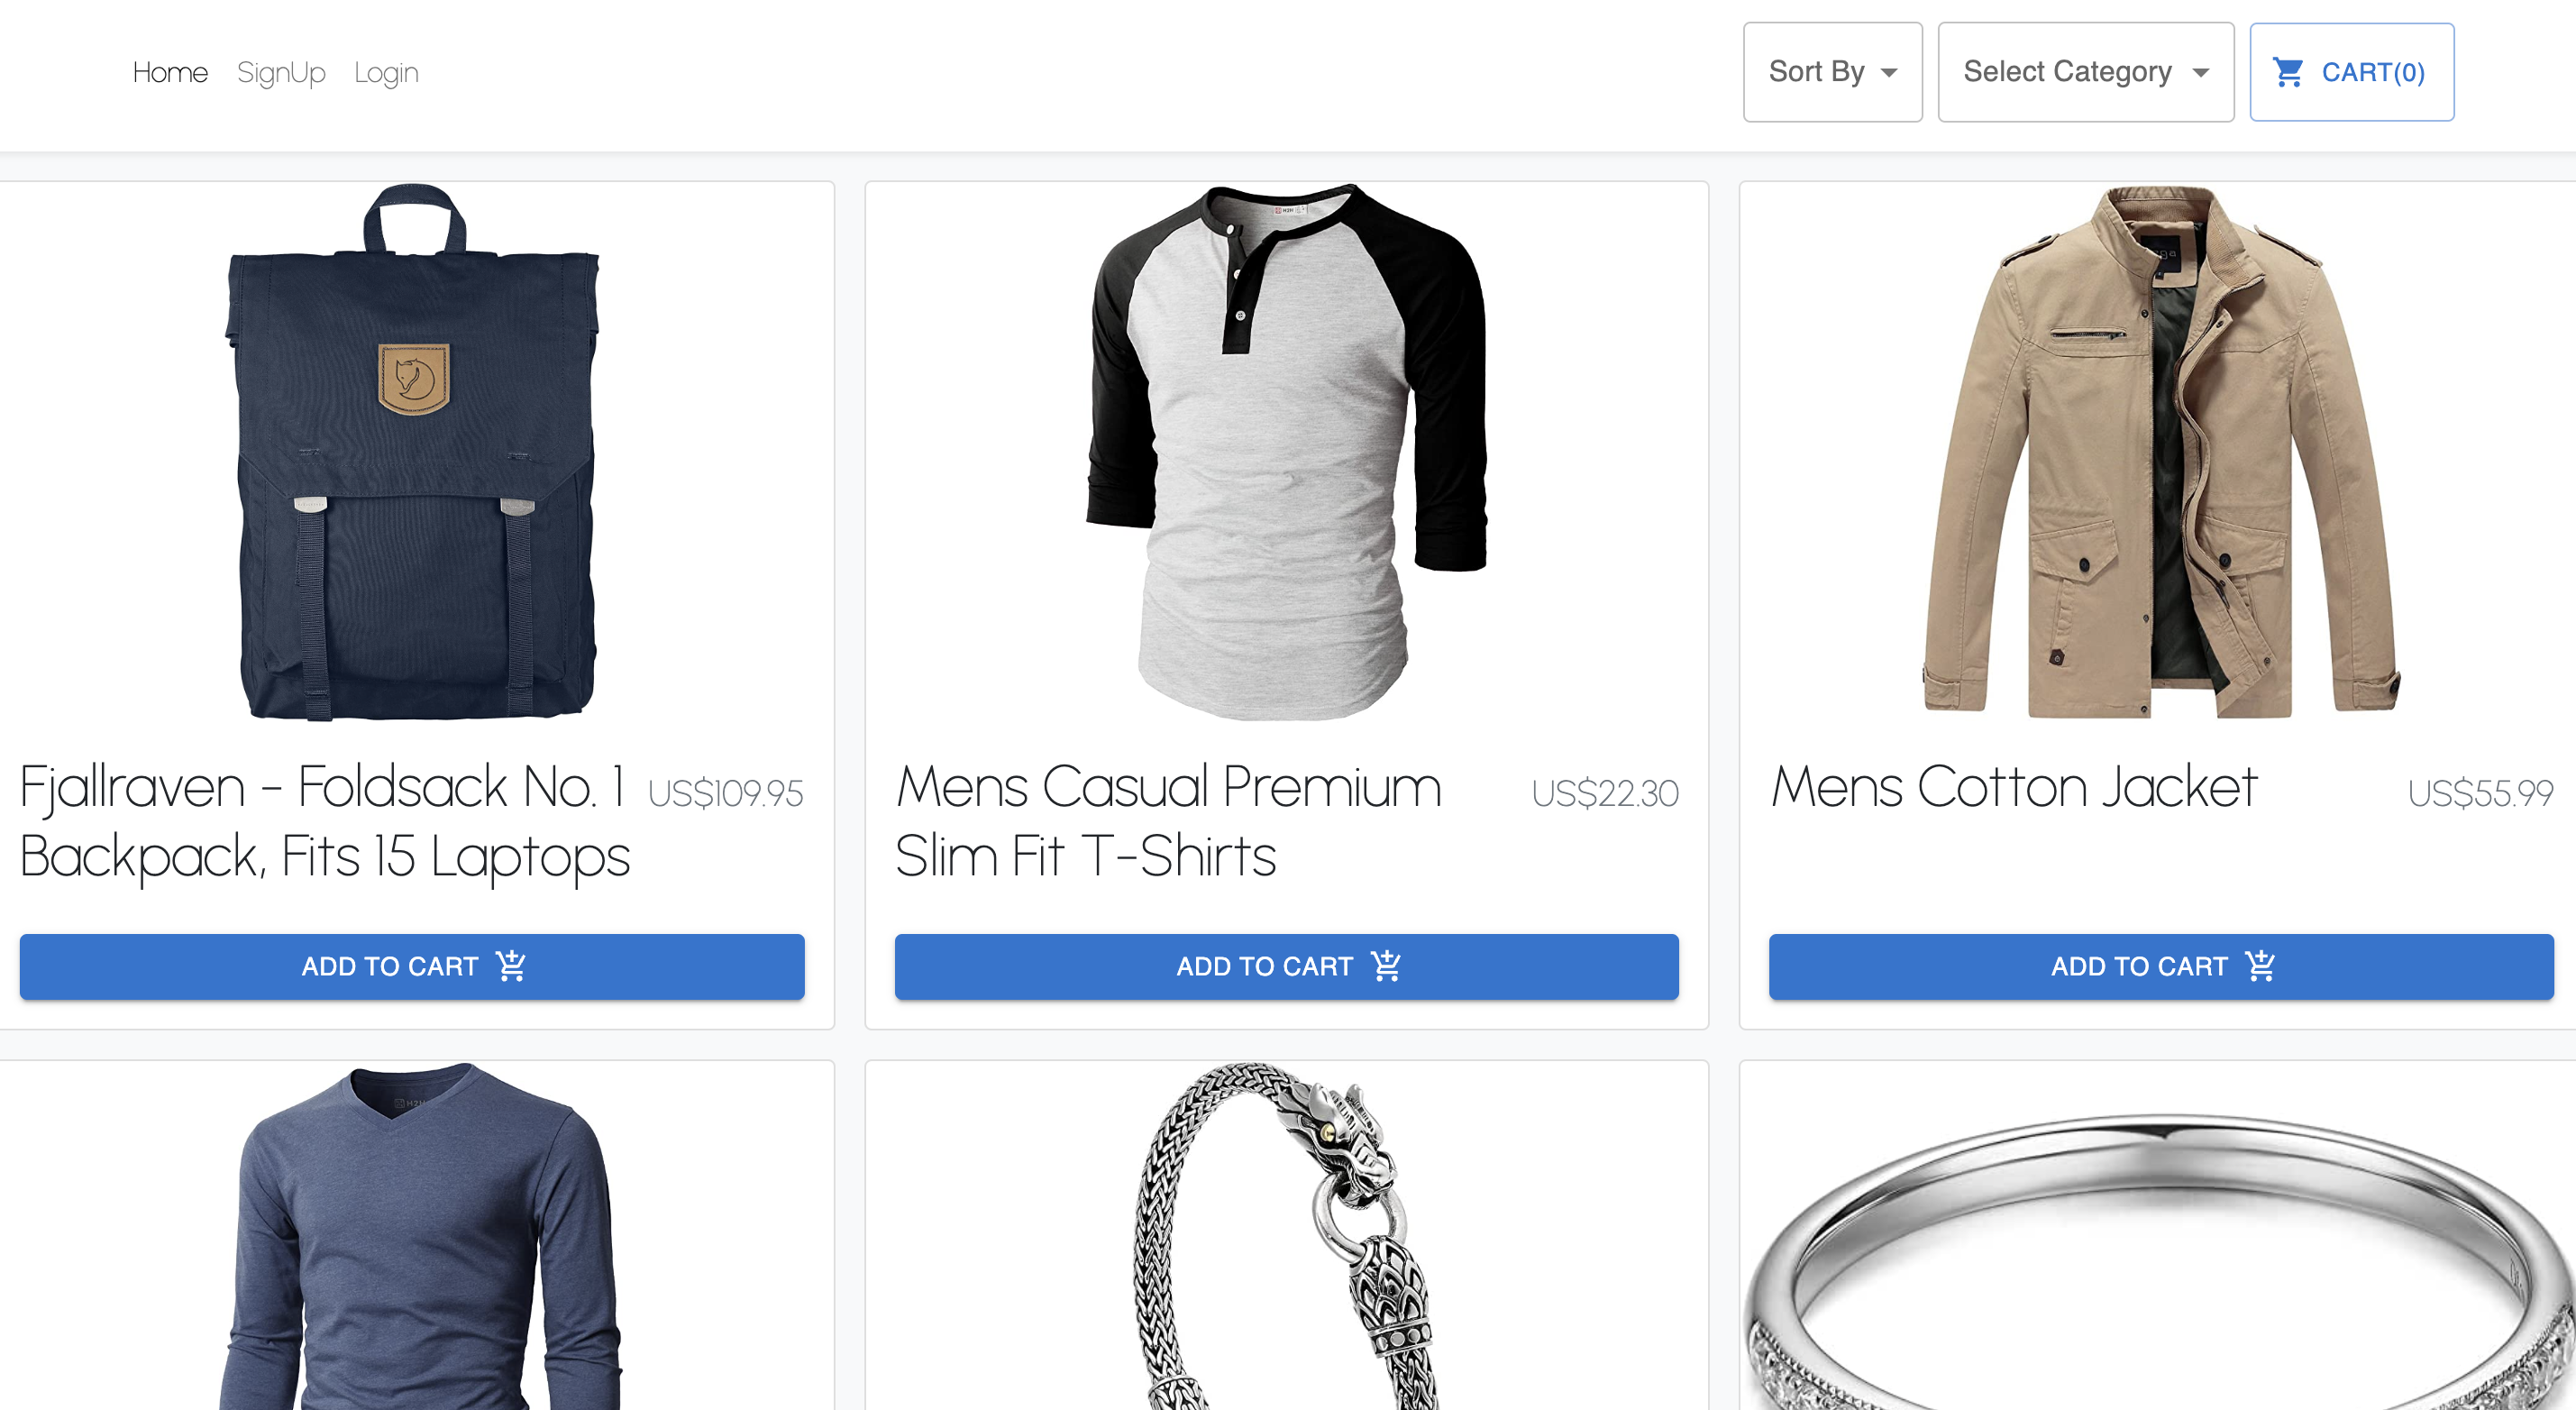 Home SignUp Login Sort By Select Category CART(0)
Fjallraven - Foldsack No. 1 US$109.95
Backpack, Fits 15 Laptops
ADD TO CART
Mens Casual Premium US$22.30
Slim Fit T-Shirts
ADD TO CART
Mens Cotton Jacket US$55.99
ADD TO CART